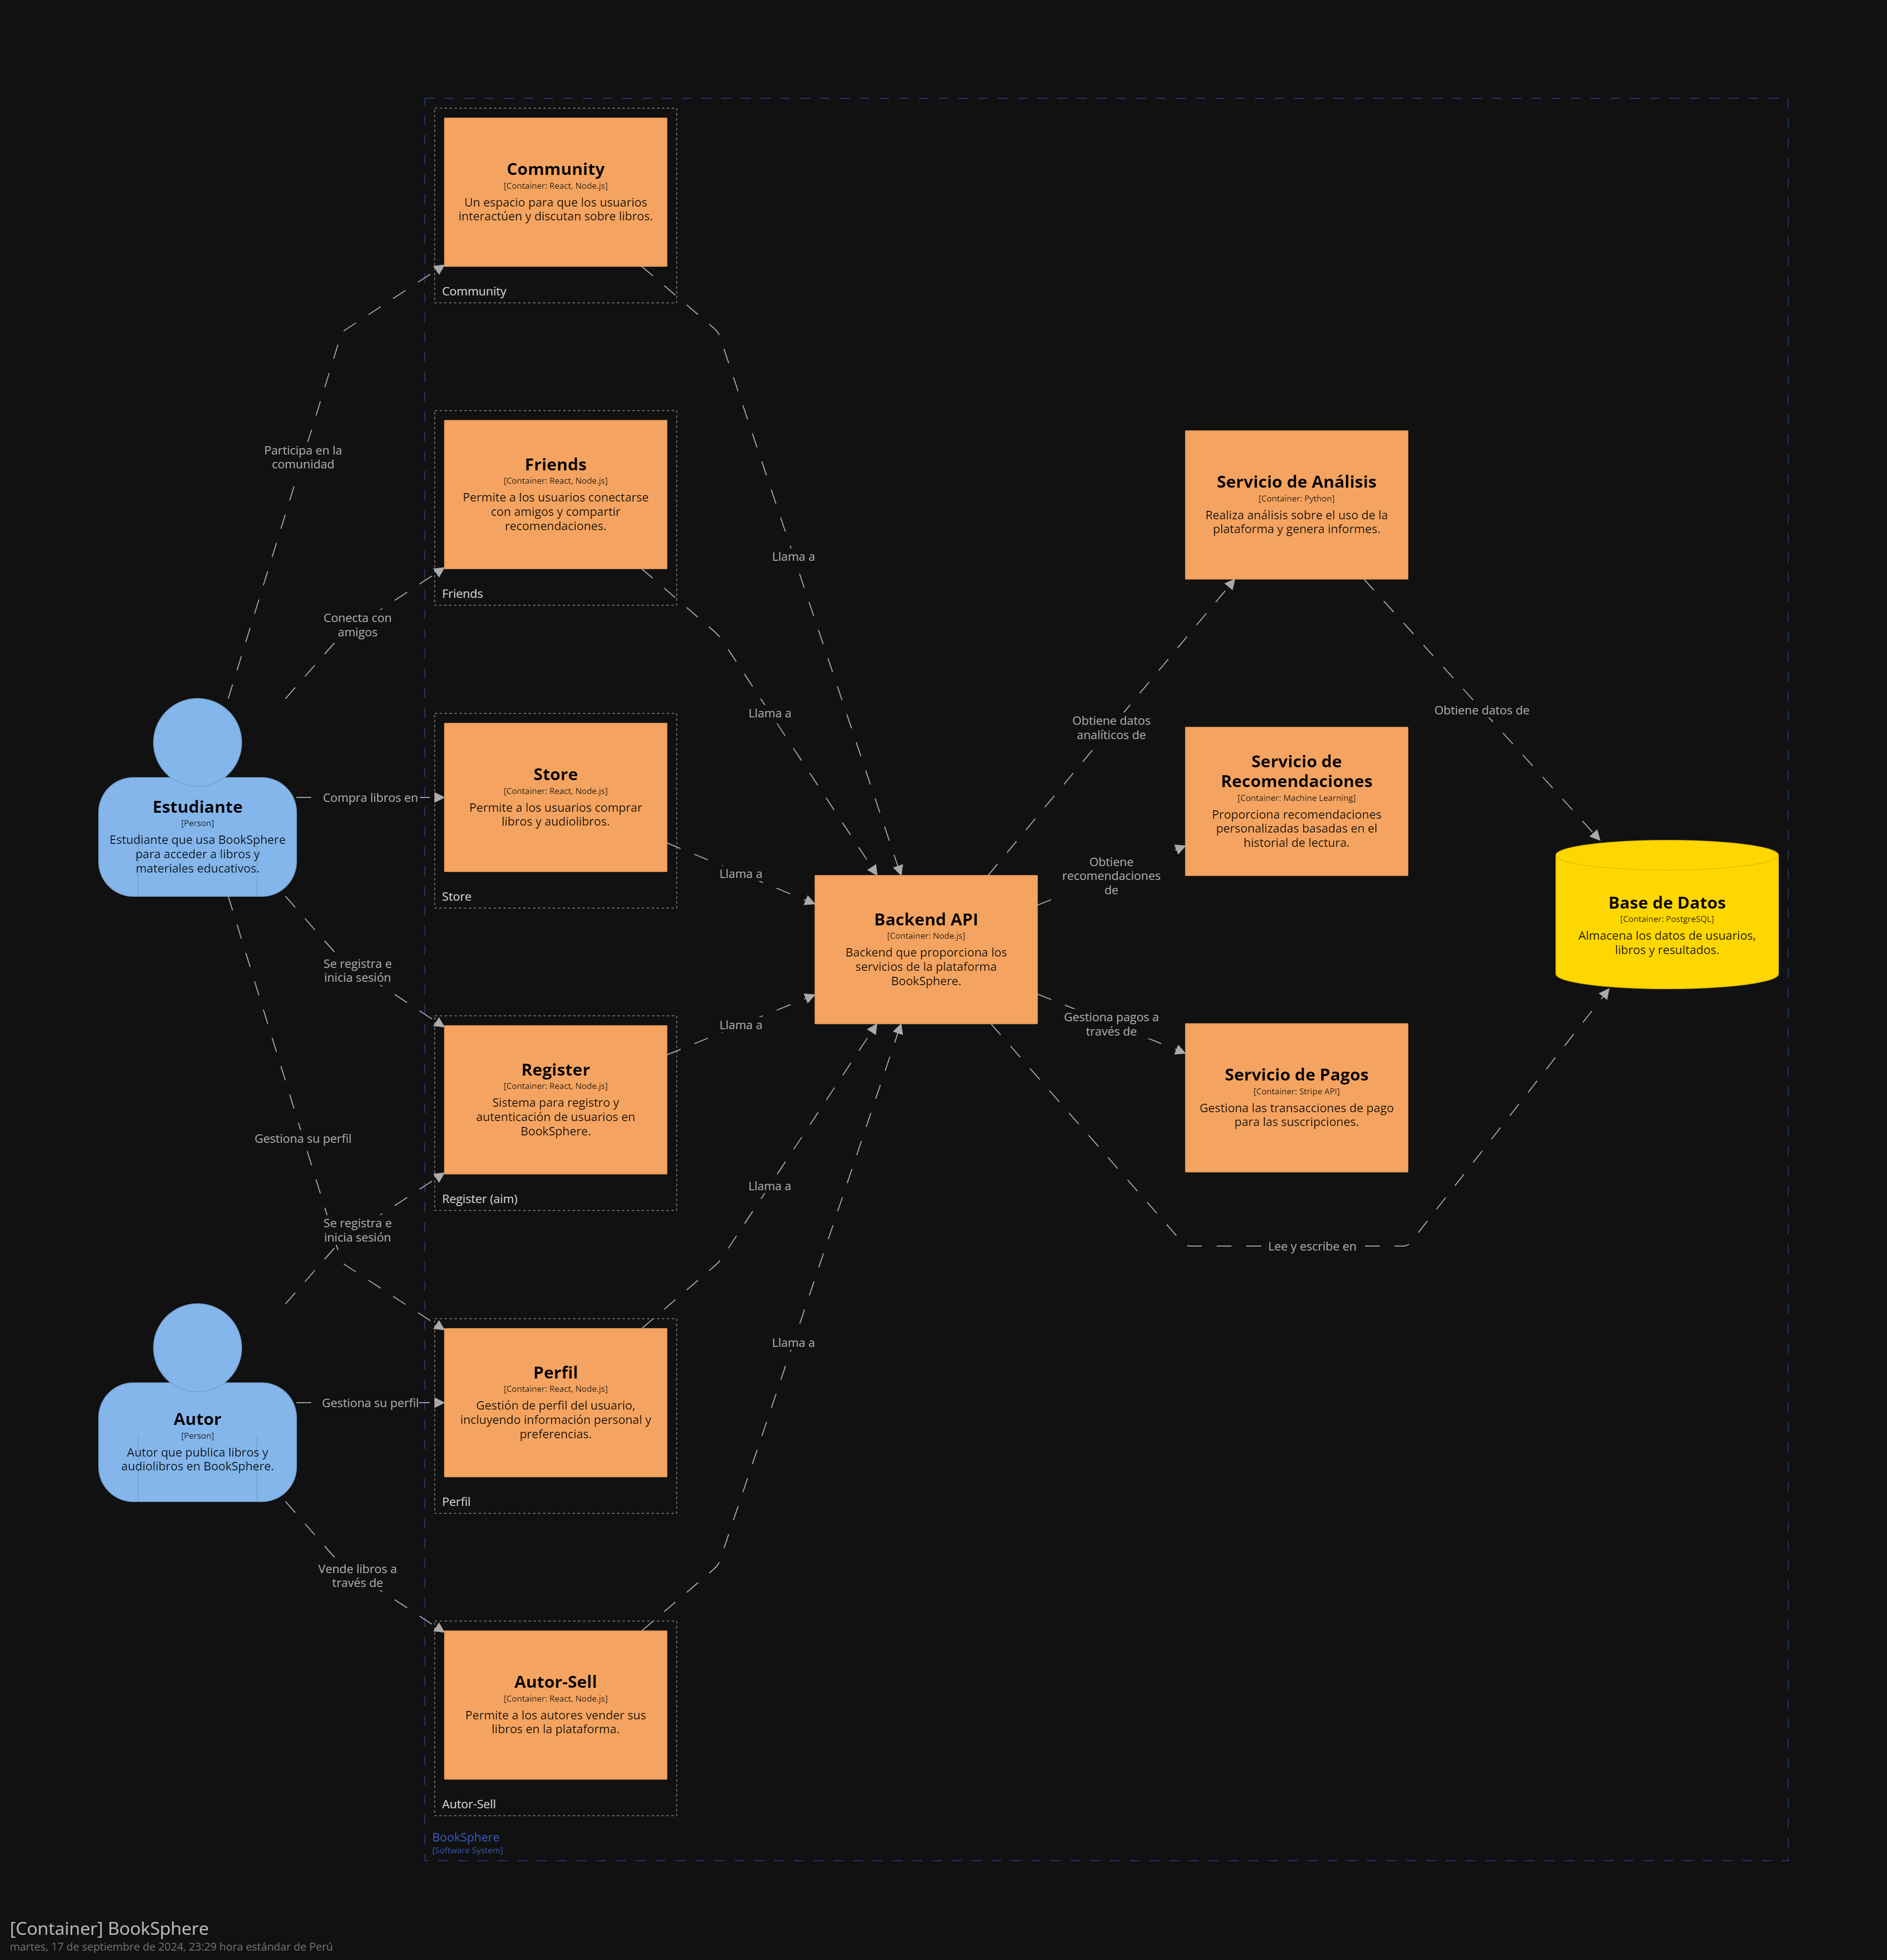 Community
[Container: React, Node.js]
Un espacio para que los usuarios
interactúen y discutan sobre libros.
Community
Participa en la
comunidad
Friends
[Container: React, Node.js]
Permite a los usuarios conectarse
con amigos y compartir
recomendaciones.
Friends
Conecta con
amigos
Llama a
Llama a
Servicio de Análisis
[Container: Python]
Realiza análisis sobre el uso de la
plataforma y genera informes.
Obtiene datos
analíticos de
Obtiene datos de
Estudiante
[Person]
Estudiante que usa BookSphere
para acceder a libros y
materiales educativos.
Compra libros en
Store
[Container: React, Node.js]
Permite a los usuarios comprar
libros y audiolibros.
Store
Llama a
Servicio de
Recomendaciones
[Container: Machine Learning]
Proporciona recomendaciones
personalizadas basadas en el
historial de lectura.
Obtiene
recomendaciones
de
Backend API
[Container: Node.js]
Backend que proporciona los
servicios de la plataforma
BookSphere.
Base de Datos
[Container: PostgreSQL]
Almacena los datos de usuarios,
libros y resultados.
Se registra e
inicia sesión
Llama a
Gestiona pagos a
través de
Register
[Container: React, Node.js]
Sistema para registro y
autenticación de usuarios en
BookSphere.
Register (aim)
Servicio de Pagos
[Container: Stripe API]
Gestiona las transacciones de pago
para las suscripciones.
Gestiona su perfil
Llama a
Se registra e
inicia sesión
Lee y escribe en
Llama a
Autor
[Person]
Autor que publica libros y
audiolibros en BookSphere.
Gestiona su perfil
Perfil
[Container: React, Node.js]
Gestión de perfil del usuario,
incluyendo información personal y
preferencias.
Perfil
Vende libros a
través de
Autor-Sell
[Container: React, Node.js]
Permite a los autores vender sus
libros en la plataforma.
Autor-Sell
BookSphere
[Software System]
[Container] BookSphere
martes, 17 de septiembre de 2024, 23:29 hora estándar de Perú